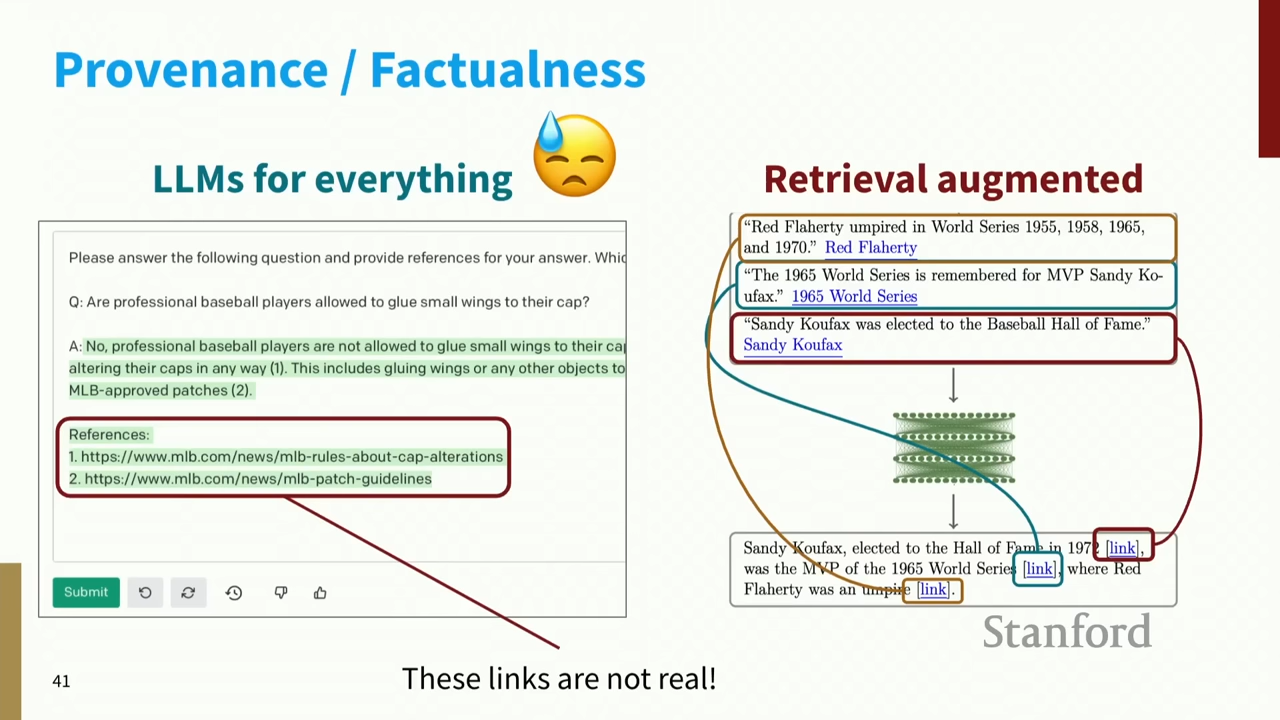 Provenance / Factualness
LLMs for everything
Please answer the following question and provide references for your answer.
Q: Are professional baseball players allowed to glue small wings to their cap?
A: No, professional baseball players are not allowed to glue small wings to their
altering their caps in any way (1). This includes gluing wings or any other objects to
MLB-approved patches (2).
References:
1. https://www.mlb.com/news/mlb-rules-about-cap-alterations
2. https://www.mlb.com/news/mlb-patch-guidelines
Submit
These links are not real!
Retrieval augmented
“Red Flaherty umpired in World Series 1955, 1958, 1965,
and 1970.” Red Flaherty
“The 1965 World Series is remembered for MVP Sandy Ko-
ufax.” 1965 World Series
“Sandy Koufax was elected to the Baseball Hall of Fame.”
Sandy Koufax
Sandy Koufax, elected to the Hall of Fame in 1972 [link],
was the MVP of the 1965 World Series [link], where Red
Flaherty was an umpire [link].
Stanford
41